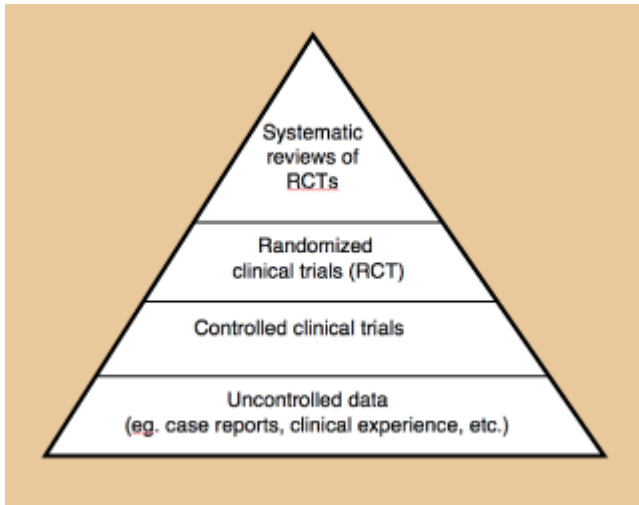 Systematic
reviews of
RCTs
Randomized
clinical trials (RCT)
Controlled clinical trials
Uncontrolled data
(eg. case reports, clinical experience, etc.)